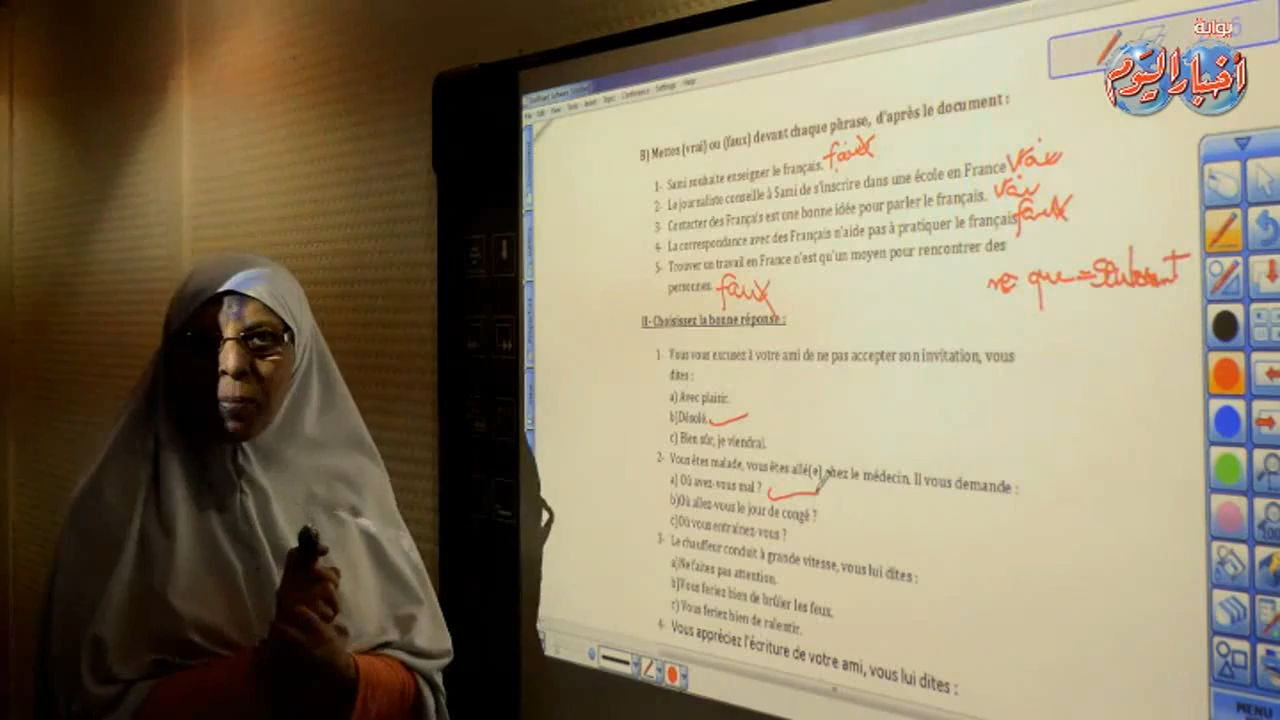 بوابة
أخبار اليوم
B) Mettez (vrai) ou (faux) devant chaque phrase, d'après le document :
1- Sami souhaite enseigner le français. faux
2- Le journaliste conseille à Sami de s'inscrire dans une école en France vrai
3- Contacter des Français est une bonne idée pour parler le français. vrai
4- La correspondance avec des Français n'aide pas à pratiquer le français faux
5- Trouver un travail en France n'est qu'un moyen pour rencontrer des
personnes. faux
ne que =
II- Choisissez la bonne réponse :
1- Vous vous excusez à votre ami de ne pas accepter son invitation, vous
dites :
a) Avec plaisir.
b) Désolé.
c) Bien sûr, je viendrai.
2- Vous êtes malade, vous êtes allé(e) chez le médecin. Il vous demande :
a) Où avez-vous mal ?
b) Où allez-vous le jour de congé ?
c) Où vous entraînez-vous ?
3- Le chauffeur conduit à grande vitesse, vous lui dites :
a) Ne faites pas attention.
b) Vous feriez bien de brûler les feux.
c) Vous feriez bien de ralentir.
4- Vous appréciez l'écriture de votre ami, vous lui dites :
MENU